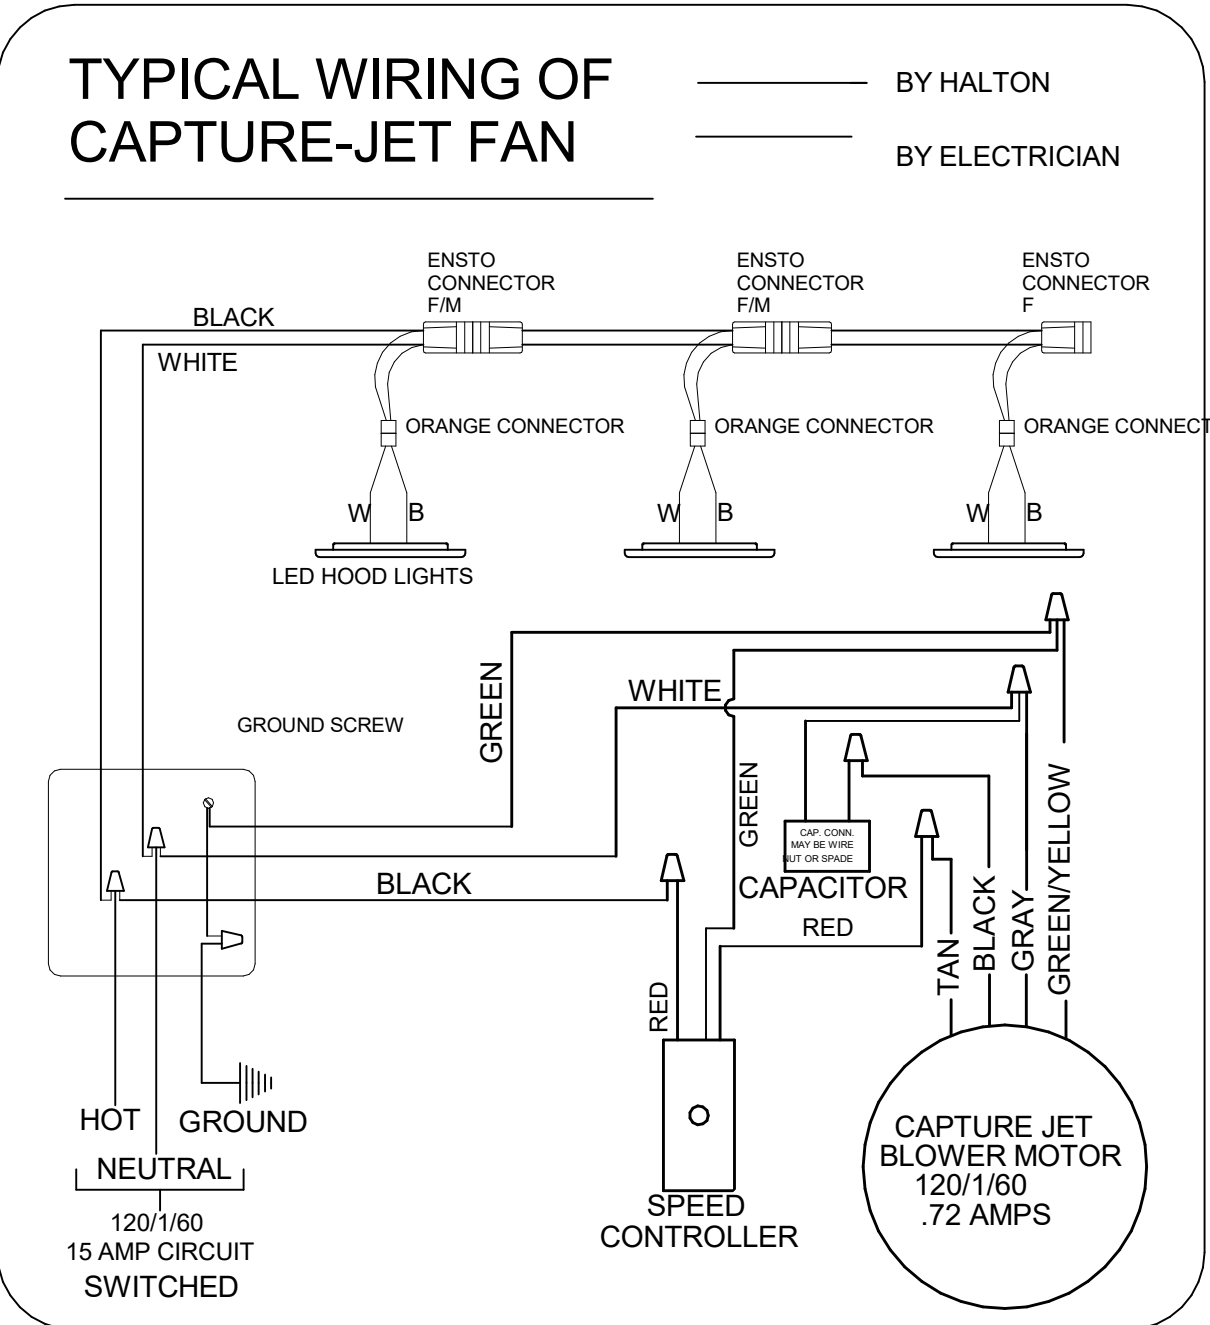 TYPICAL WIRING OF
CAPTURE-JET FAN
BY HALTON
BY ELECTRICIAN
ENSTO
CONNECTOR
F/M
ENSTO
CONNECTOR
F/M
ENSTO
CONNECTOR
F
BLACK
WHITE
ORANGE CONNECTOR
ORANGE CONNECTOR
ORANGE CONNECT
W B
W B
W B
LED HOOD LIGHTS
GREEN
WHITE
GROUND SCREW
GREEN
GREEN/YELLOW
CAP. CONN.
MAY BE WIRE
NUT OR SPADE
CAPACITOR
BLACK
RED
TAN
BLACK
GRAY
RED
HOT
GROUND
NEUTRAL
120/1/60
15 AMP CIRCUIT
SWITCHED
SPEED
CONTROLLER
CAPTURE JET
BLOWER MOTOR
120/1/60
.72 AMPS